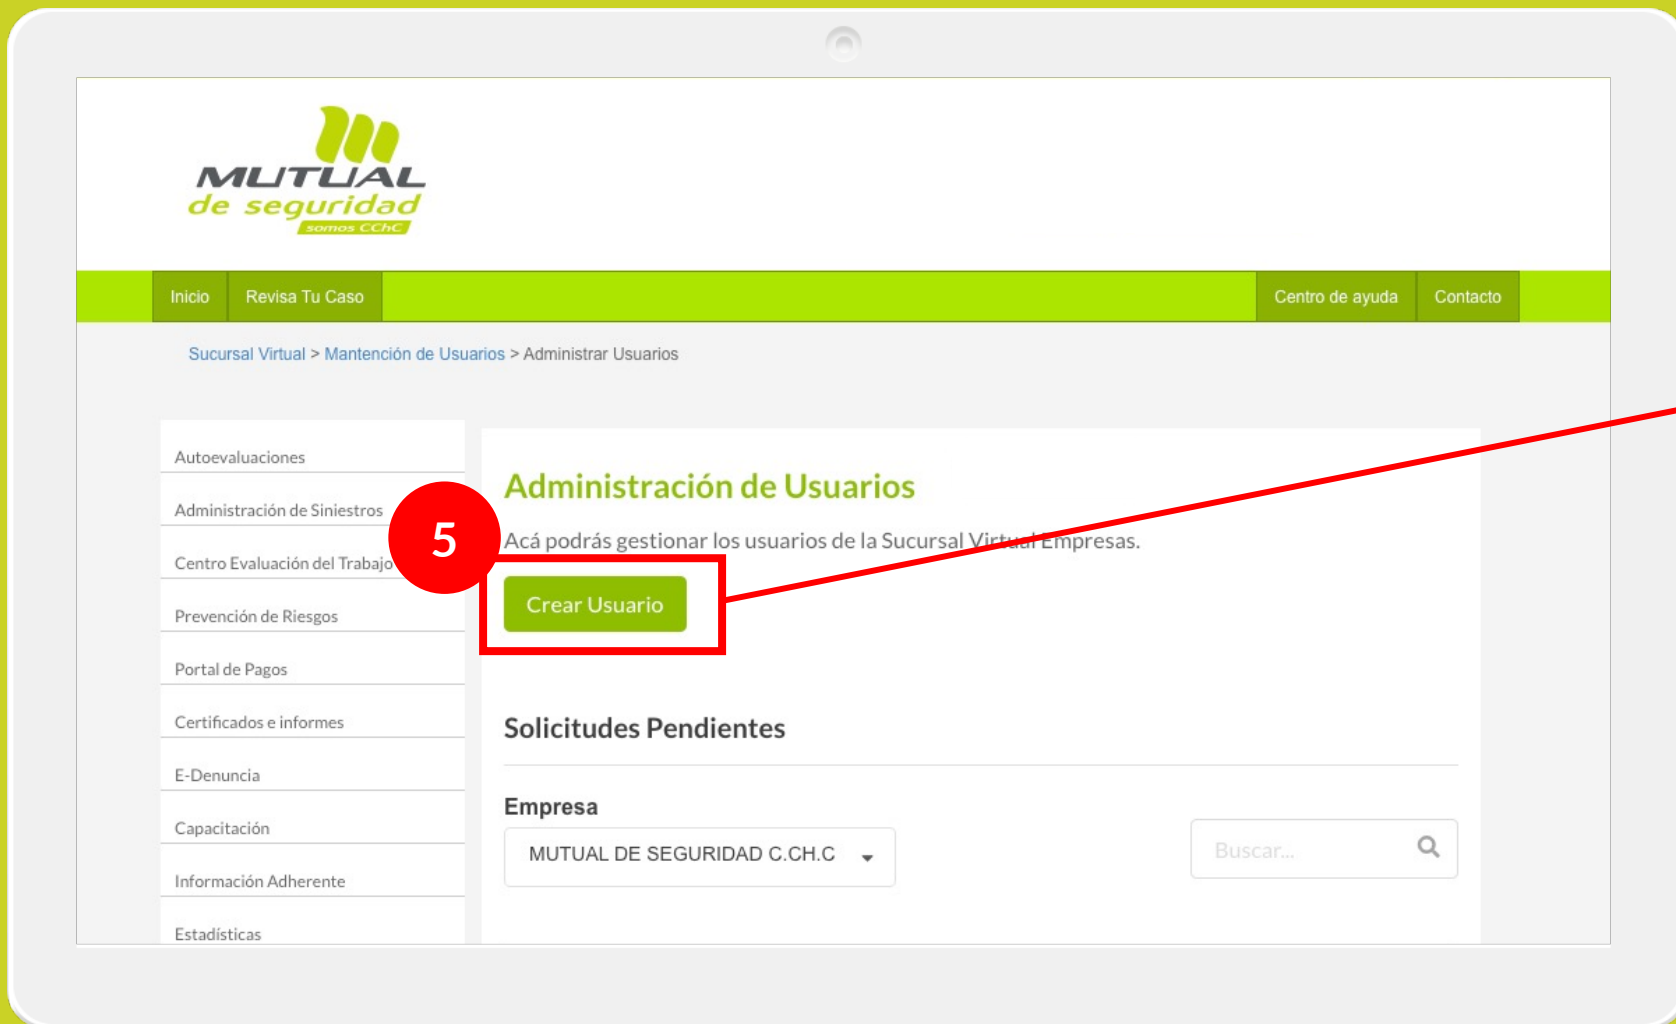 MUTUAL
de seguridad
somos CChC
Inicio Revisa Tu Caso Centro de ayuda Contacto
Sucursal Virtual > Mantención de Usuarios > Administrar Usuarios
Autoevaluaciones
Administración de Siniestros
Centro Evaluación del Trabajo
Prevención de Riesgos
Portal de Pagos
Certificados e informes
E-Denuncia
Capacitación
Información Adherente
Estadísticas
Administración de Usuarios
5
Acá podrás gestionar los usuarios de la Sucursal Virtual Empresas.
Crear Usuario
Solicitudes Pendientes
Empresa
MUTUAL DE SEGURIDAD C.CH.C
Buscar...